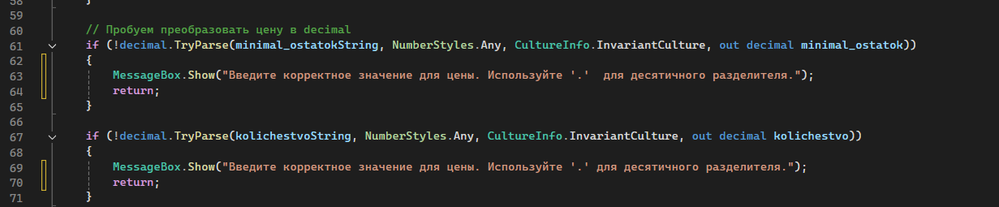 58 }
59
60 // Пробуем преобразовать цену в decimal
61 if (!decimal.TryParse(minimal_ostatokString, NumberStyles.Any, CultureInfo.InvariantCulture, out decimal minimal_ostatok))
62 {
63 MessageBox.Show("Введите корректное значение для цены. Используйте '.'  для десятичного разделителя.");
64 return;
65 }
66
67 if (!decimal.TryParse(kolichestvoString, NumberStyles.Any, CultureInfo.InvariantCulture, out decimal kolichestvo))
68 {
69 MessageBox.Show("Введите корректное значение для цены. Используйте '.' для десятичного разделителя.");
70 return;
71 }